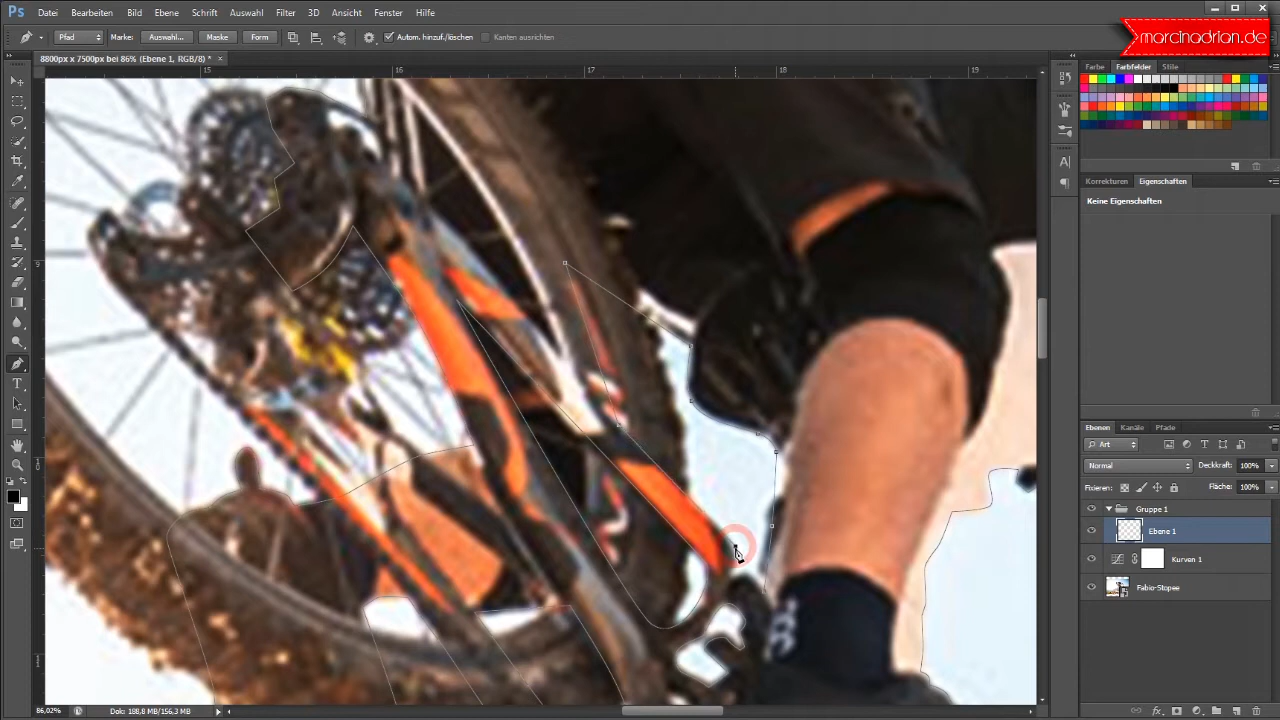 Ps Datei Bearbeiten Bild Ebene Schrift Auswahl Filter 3D Ansicht Fenster Hilfe
marcinadrian.de
Pfad Marke: Auswahl... Maske Form Autom. hinzuf./löschen Kanten ausrichten
8800px x 7500px bei 86% (Ebene 1, RGB/8) * ×
15 16 17 18 19
Farbe Farbfelder Stile
Korrekturen Eigenschaften
Keine Eigenschaften
Ebenen Kanäle Pfade
Art
Normal Deckkraft: 100%
Fixieren: Fläche: 100%
Gruppe 1
Ebene 1
Kurven 1
Fabio-Stopee
86,02% Dok: 188,8 MB/156,3 MB